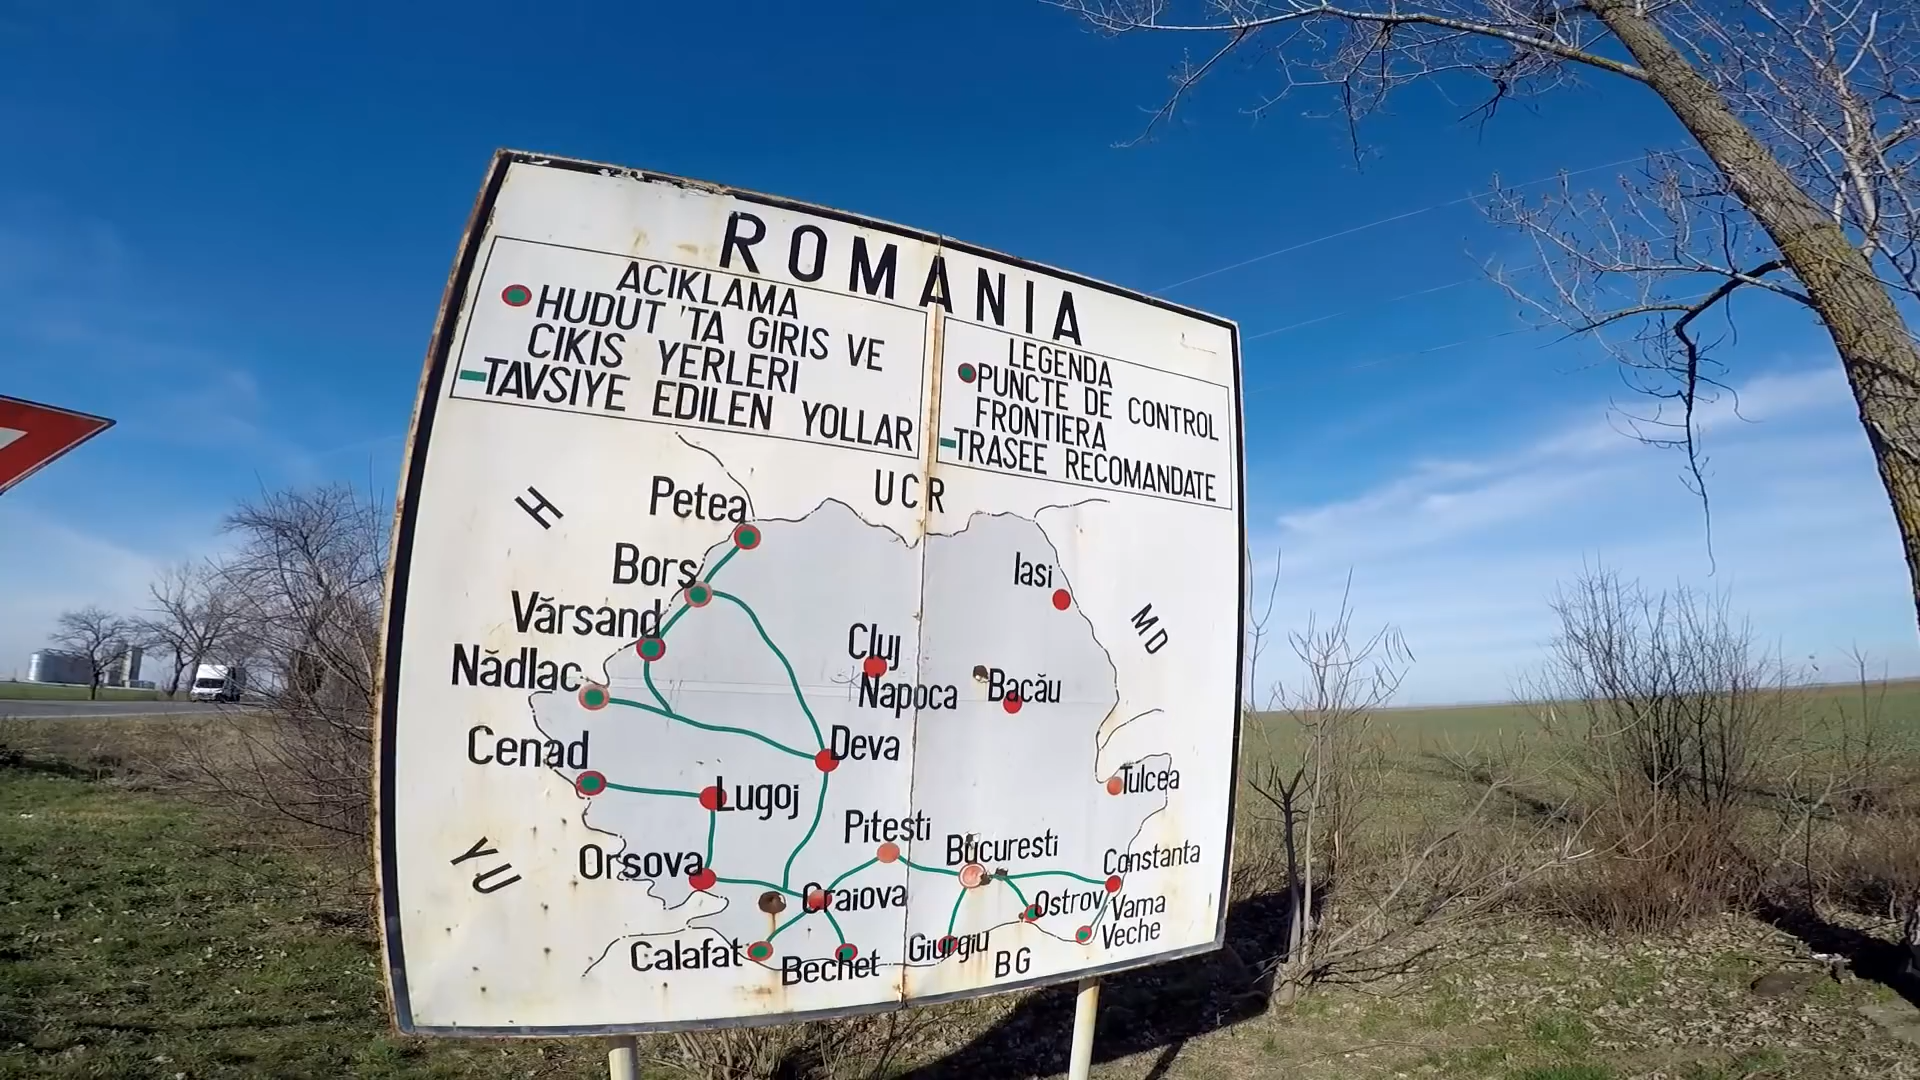 ROMANIA
ACIKLAMA
HUDUT 'TA GIRIS VE
CIKIS YERLERI
TAVSIYE EDILEN YOLLAR
LEGENDA
PUNCTE DE CONTROL
FRONTIERA
TRASEE RECOMANDATE
UCR
H
Petea
Bors
Iasi
Vărsand
MD
Cluj
Napoca
Nădlac
Bacău
Cenad
Deva
Lugoj
Tulcea
Pitesti
Bucuresti
Constanta
YU
Orsova
Craiova
Ostrov
Vama
Veche
Calafat
Bechet
Giurgiu
BG